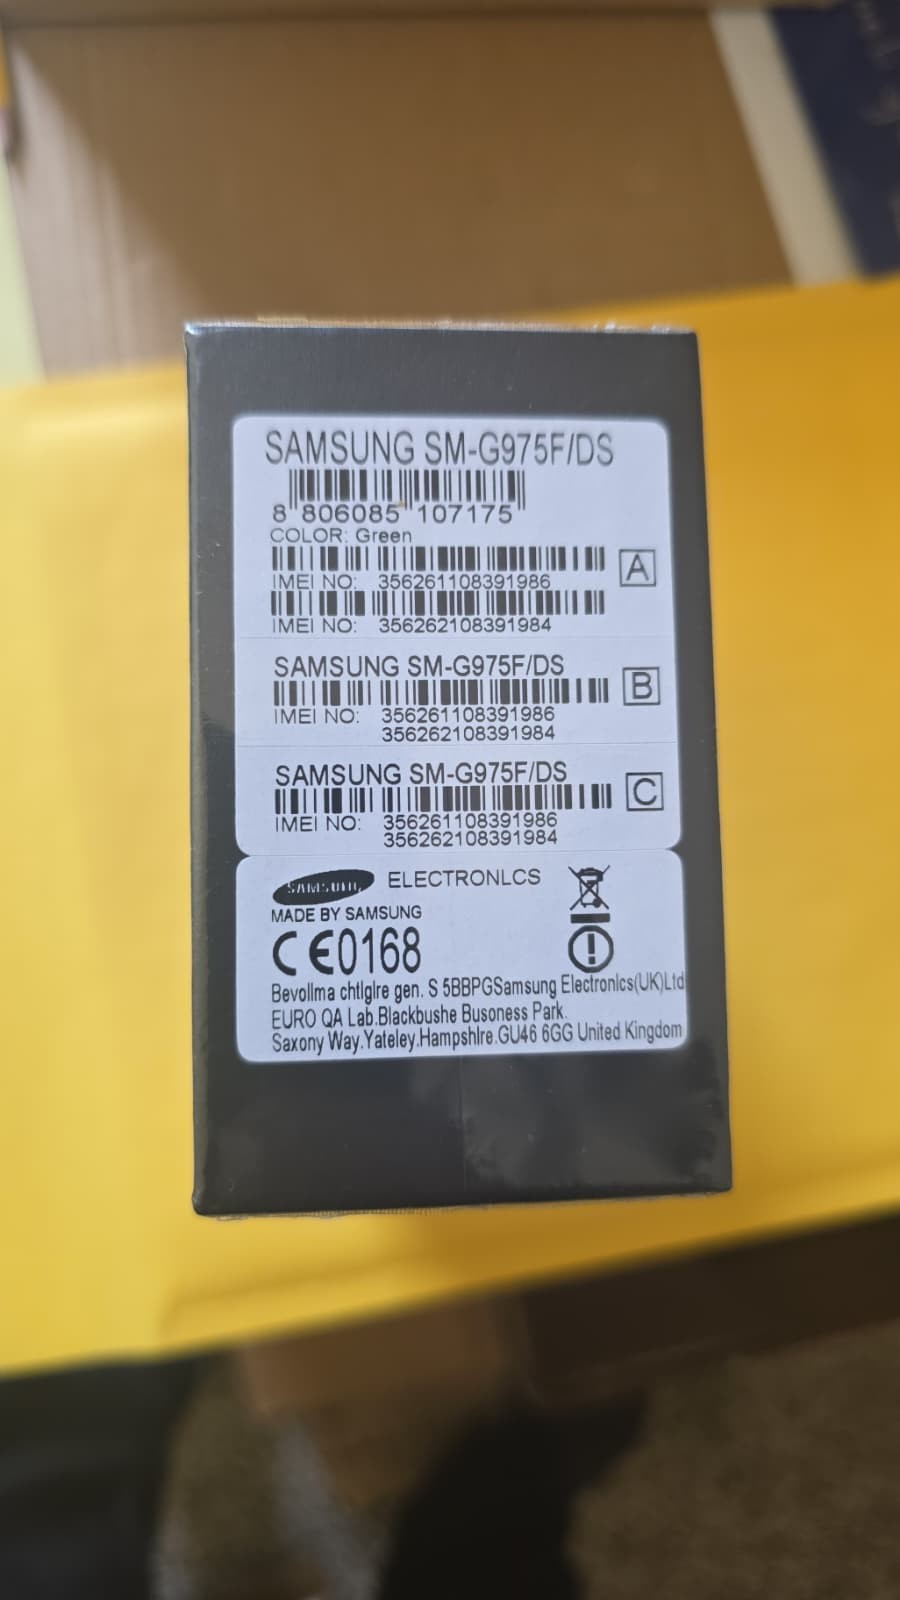 SAMSUNG SM-G975F/DS
8 806085 107175
COLOR: Green
IMEI NO: 356261108391986
A
IMEI NO: 356262108391984
SAMSUNG SM-G975F/DS
B
IMEI NO: 356261108391986
356262108391984
SAMSUNG SM-G975F/DS
C
IMEI NO: 356261108391986
356262108391984
SAMSUNG ELECTRONLCS
MADE BY SAMSUNG
CE0168
Bevollma chtlglre gen. S 5BBPGSamsung Electronlcs(UK)Ltd
EURO QA Lab.Blackbushe Busoness Park.
Saxony Way.Yateley.Hampshlre.GU46 6GG United Kingdom